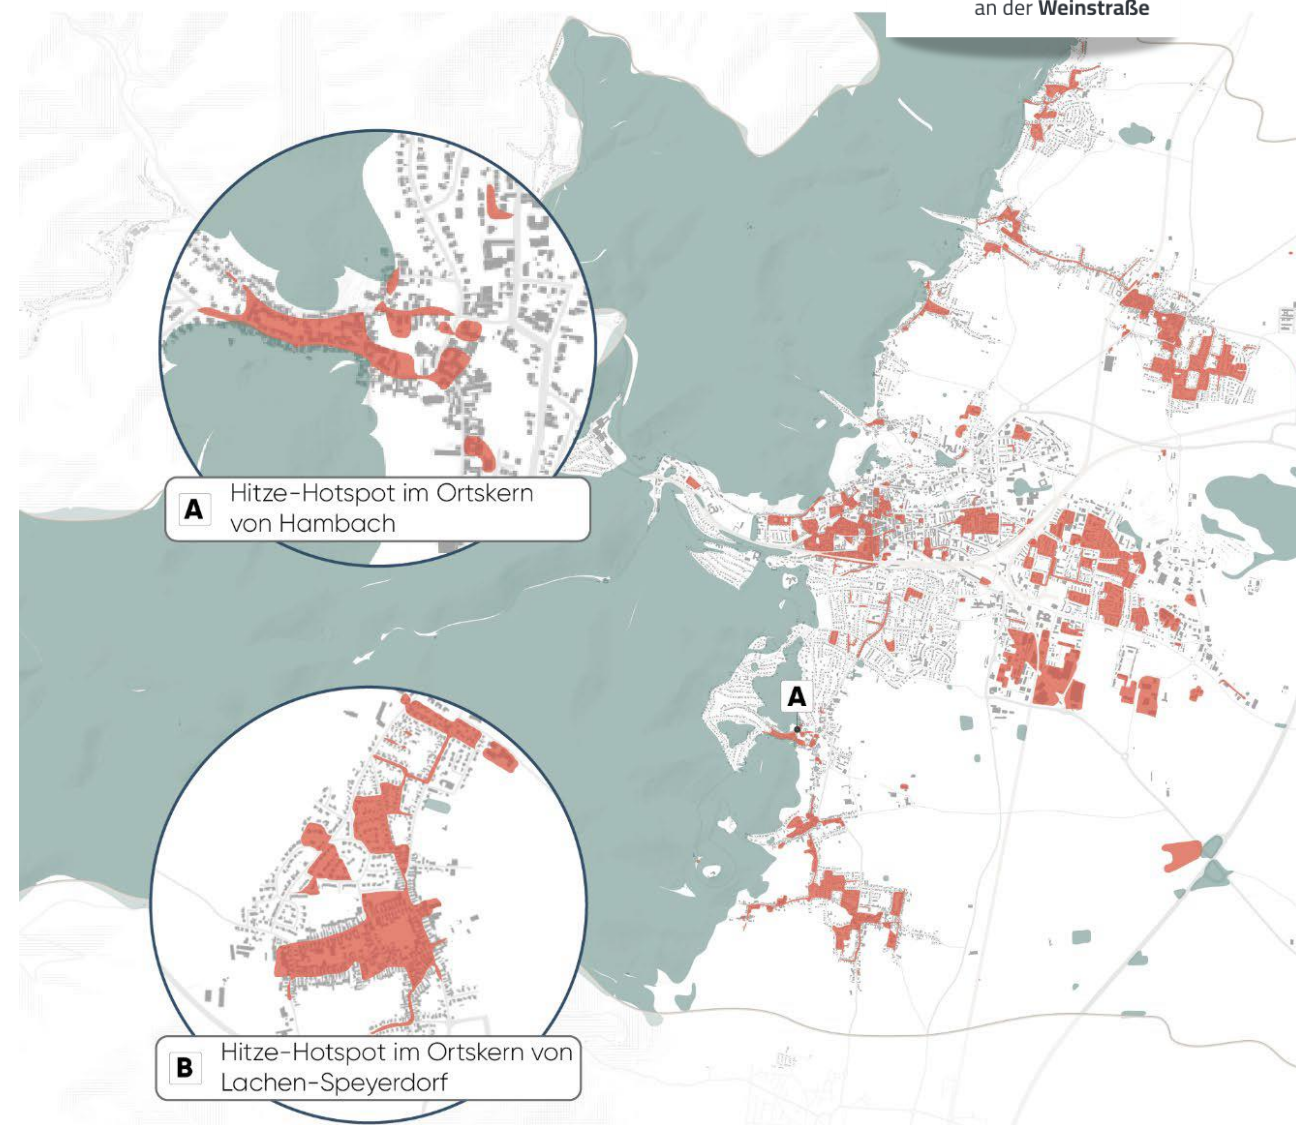 an der Weinstraße
A
Hitze-Hotspot im Ortskern
von Hambach
A
B
Hitze-Hotspot im Ortskern von
Lachen-Speyerdorf